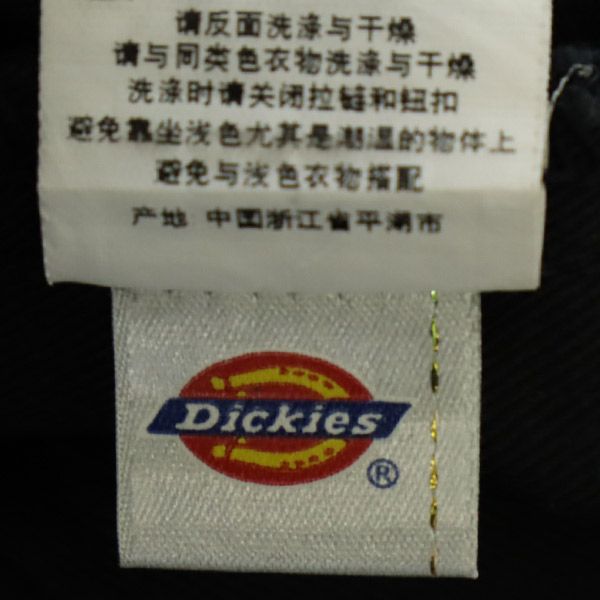 请反面洗涤与干燥
请与同类色衣物洗涤与干燥
洗涤时请关闭拉链和钮扣
避免靠坐浅色尤其是潮湿的物体上
避免与浅色衣物搭配
产地 中国浙江省平湖市
Dickies
®